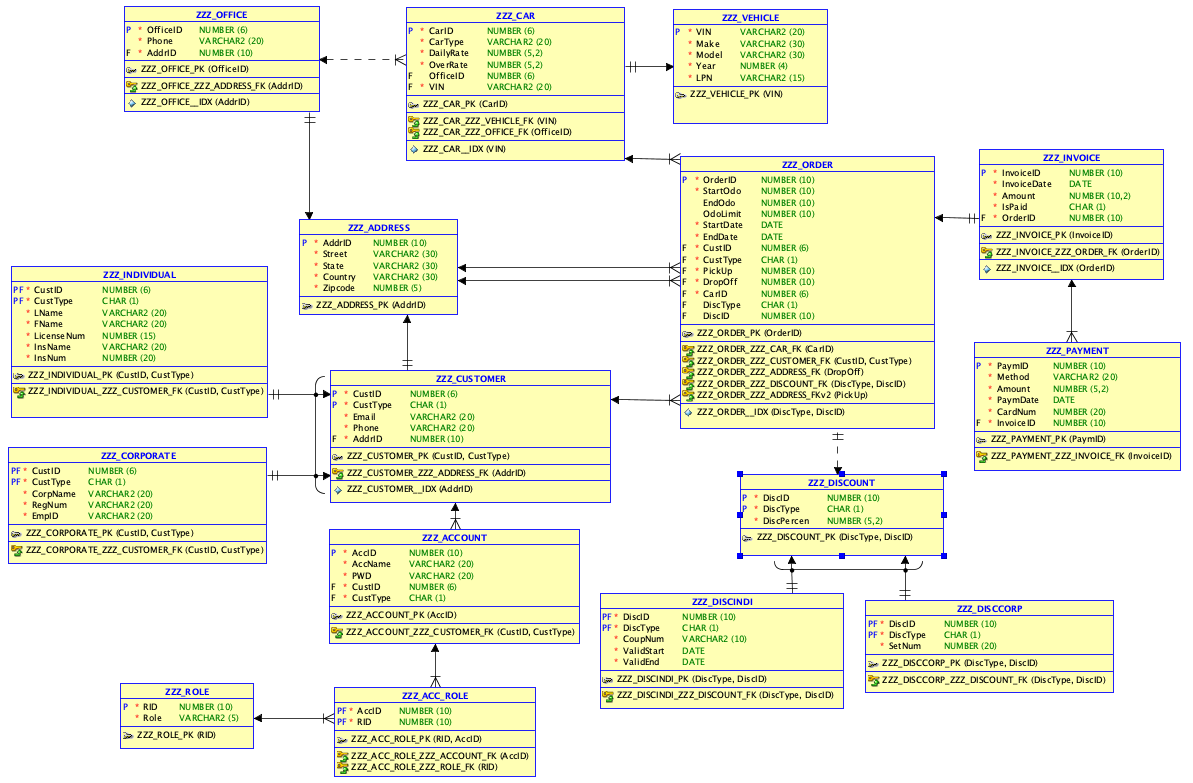 ZZZ_OFFICE
P * OfficeID NUMBER (6)
* Phone VARCHAR2 (20)
F * AddrID NUMBER (10)
ZZZ_OFFICE_PK (OfficeID)
ZZZ_OFFICE_ZZZ_ADDRESS_FK (AddrID)
ZZZ_OFFICE__IDX (AddrID)
ZZZ_CAR
P * CarID NUMBER (6)
* CarType VARCHAR2 (20)
* DailyRate NUMBER (5,2)
* OverRate NUMBER (5,2)
F OfficeID NUMBER (6)
F * VIN VARCHAR2 (20)
ZZZ_CAR_PK (CarID)
ZZZ_CAR_ZZZ_VEHICLE_FK (VIN)
ZZZ_CAR_ZZZ_OFFICE_FK (OfficeID)
ZZZ_CAR__IDX (VIN)
ZZZ_VEHICLE
P * VIN VARCHAR2 (20)
* Make VARCHAR2 (30)
* Model VARCHAR2 (30)
* Year NUMBER (4)
* LPN VARCHAR2 (15)
ZZZ_VEHICLE_PK (VIN)
ZZZ_ORDER
P * OrderID NUMBER (10)
* StartOdo NUMBER (10)
EndOdo NUMBER (10)
OdoLimit NUMBER (10)
* StartDate DATE
* EndDate DATE
F * CustID NUMBER (6)
F * CustType CHAR (1)
F * PickUp NUMBER (10)
F * DropOff NUMBER (10)
F * CarID NUMBER (6)
F DiscType CHAR (1)
F DiscID NUMBER (10)
ZZZ_ORDER_PK (OrderID)
ZZZ_ORDER_ZZZ_CAR_FK (CarID)
ZZZ_ORDER_ZZZ_CUSTOMER_FK (CustID, CustType)
ZZZ_ORDER_ZZZ_ADDRESS_FK (DropOff)
ZZZ_ORDER_ZZZ_DISCOUNT_FK (DiscType, DiscID)
ZZZ_ORDER_ZZZ_ADDRESS_FKv2 (PickUp)
ZZZ_ORDER__IDX (DiscType, DiscID)
ZZZ_INVOICE
P * InvoiceID NUMBER (10)
* InvoiceDate DATE
* Amount NUMBER (10,2)
* IsPaid CHAR (1)
F * OrderID NUMBER (10)
ZZZ_INVOICE_PK (InvoiceID)
ZZZ_INVOICE_ZZZ_ORDER_FK (OrderID)
ZZZ_INVOICE__IDX (OrderID)
ZZZ_ADDRESS
P * AddrID NUMBER (10)
* Street VARCHAR2 (30)
* State VARCHAR2 (30)
* Country VARCHAR2 (30)
* Zipcode NUMBER (5)
ZZZ_ADDRESS_PK (AddrID)
ZZZ_INDIVIDUAL
PF * CustID NUMBER (6)
PF * CustType CHAR (1)
* LName VARCHAR2 (20)
* FName VARCHAR2 (20)
* LicenseNum NUMBER (15)
* InsName VARCHAR2 (20)
* InsNum NUMBER (20)
ZZZ_INDIVIDUAL_PK (CustID, CustType)
ZZZ_INDIVIDUAL_ZZZ_CUSTOMER_FK (CustID, CustType)
ZZZ_PAYMENT
P * PaymID NUMBER (10)
* Method VARCHAR2 (20)
* Amount NUMBER (5,2)
* PaymDate DATE
* CardNum NUMBER (20)
F * InvoiceID NUMBER (10)
ZZZ_PAYMENT_PK (PaymID)
ZZZ_PAYMENT_ZZZ_INVOICE_FK (InvoiceID)
ZZZ_CUSTOMER
P * CustID NUMBER (6)
P * CustType CHAR (1)
* Email VARCHAR2 (20)
* Phone VARCHAR2 (20)
F * AddrID NUMBER (10)
ZZZ_CUSTOMER_PK (CustID, CustType)
ZZZ_CUSTOMER_ZZZ_ADDRESS_FK (AddrID)
ZZZ_CUSTOMER__IDX (AddrID)
ZZZ_CORPORATE
PF * CustID NUMBER (6)
PF * CustType CHAR (1)
* CorpName VARCHAR2 (20)
* RegNum VARCHAR2 (20)
* EmpID VARCHAR2 (20)
ZZZ_CORPORATE_PK (CustID, CustType)
ZZZ_CORPORATE_ZZZ_CUSTOMER_FK (CustID, CustType)
ZZZ_DISCOUNT
P * DiscID NUMBER (10)
P * DiscType CHAR (1)
* DiscPercen NUMBER (5,2)
ZZZ_DISCOUNT_PK (DiscType, DiscID)
ZZZ_ACCOUNT
P * AccID NUMBER (10)
* AccName VARCHAR2 (20)
* PWD VARCHAR2 (20)
F * CustID NUMBER (6)
F * CustType CHAR (1)
ZZZ_ACCOUNT_PK (AccID)
ZZZ_ACCOUNT_ZZZ_CUSTOMER_FK (CustID, CustType)
ZZZ_DISCINDI
PF * DiscID NUMBER (10)
PF * DiscType CHAR (1)
* CoupNum VARCHAR2 (10)
* ValidStart DATE
* ValidEnd DATE
ZZZ_DISCINDI_PK (DiscType, DiscID)
ZZZ_DISCINDI_ZZZ_DISCOUNT_FK (DiscType, DiscID)
ZZZ_DISCCORP
PF * DiscID NUMBER (10)
PF * DiscType CHAR (1)
* SetNum NUMBER (20)
ZZZ_DISCCORP_PK (DiscType, DiscID)
ZZZ_DISCCORP_ZZZ_DISCOUNT_FK (DiscType, DiscID)
ZZZ_ROLE
P * RID NUMBER (10)
* Role VARCHAR2 (5)
ZZZ_ROLE_PK (RID)
ZZZ_ACC_ROLE
PF * AccID NUMBER (10)
PF * RID NUMBER (10)
ZZZ_ACC_ROLE_PK (RID, AccID)
ZZZ_ACC_ROLE_ZZZ_ACCOUNT_FK (AccID)
ZZZ_ACC_ROLE_ZZZ_ROLE_FK (RID)